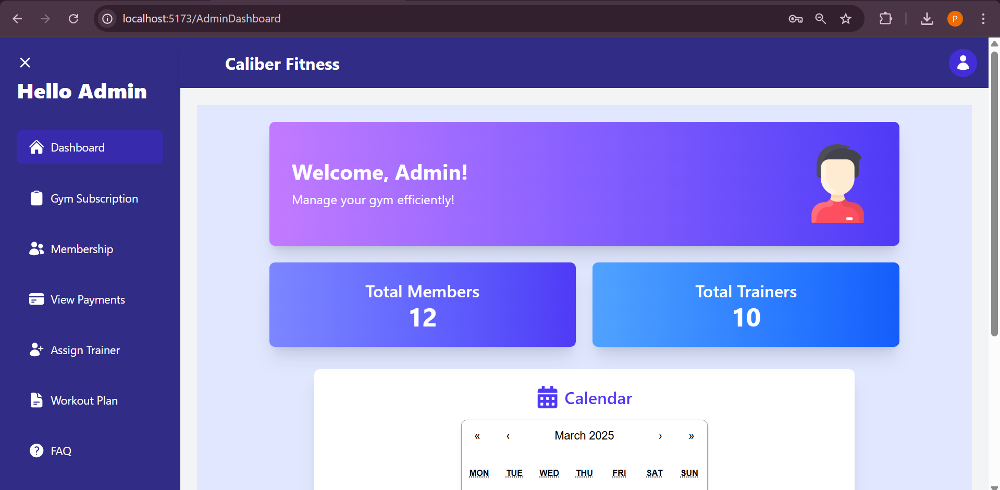 localhost:5173/AdminDashboard
P
Hello Admin
Dashboard
Gym Subscription
Membership
View Payments
Assign Trainer
Workout Plan
FAQ
Caliber Fitness
Welcome, Admin!
Manage your gym efficiently!
Total Members
12
Total Trainers
10
Calendar
« ‹ March 2025 › »
MON TUE WED THU FRI SAT SUN